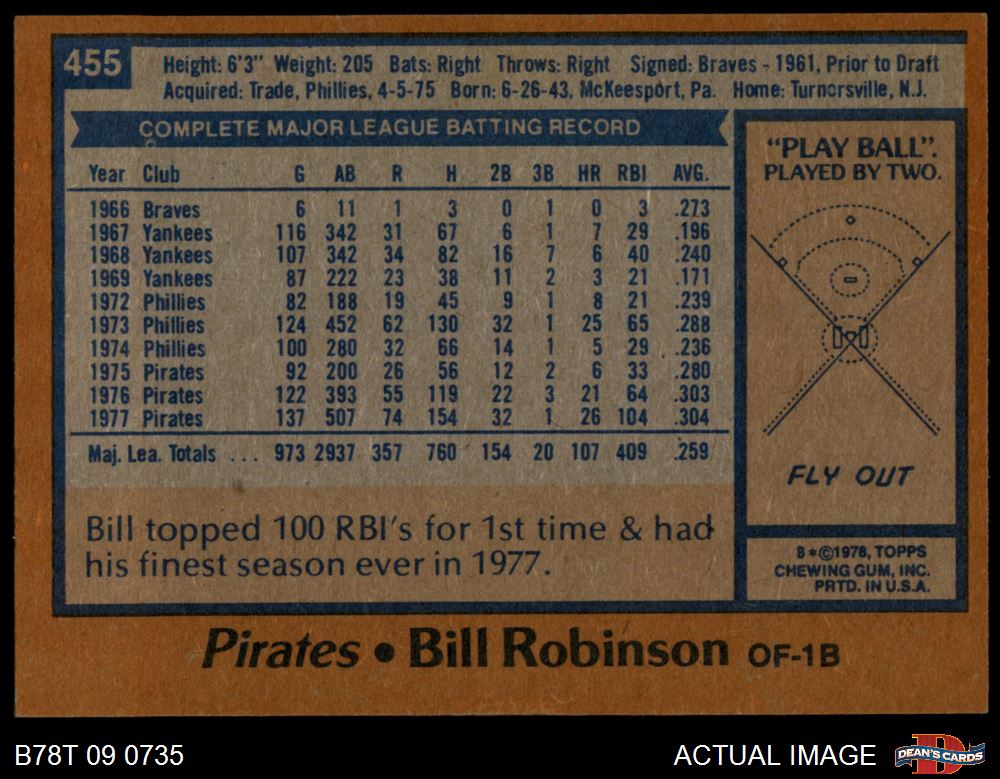 455
Height: 6'3" Weight: 205 Bats: Right Throws: Right Signed: Braves - 1961, Prior to Draft
Acquired: Trade, Phillies, 4-5-75 Born: 6-26-43, McKeesport, Pa. Home: Turnersville, N.J.
COMPLETE MAJOR LEAGUE BATTING RECORD
Year Club G AB R H 2B 3B HR RBI AVG.
1966 Braves 6 11 1 3 0 1 0 3 .273
1967 Yankees 116 342 31 67 6 1 7 29 .196
1968 Yankees 107 342 34 82 16 7 6 40 .240
1969 Yankees 87 222 23 38 11 2 3 21 .171
1972 Phillies 82 188 19 45 9 1 8 21 .239
1973 Phillies 124 452 62 130 32 1 25 65 .288
1974 Phillies 100 280 32 66 14 1 5 29 .236
1975 Pirates 92 200 26 56 12 2 6 33 .280
1976 Pirates 122 393 55 119 22 3 21 64 .303
1977 Pirates 137 507 74 154 32 1 26 104 .304
Maj. Lea. Totals ... 973 2937 357 760 154 20 107 409 .259
Bill topped 100 RBI's for 1st time & had
his finest season ever in 1977.
"PLAY BALL".
PLAYED BY TWO.
FLY OUT
B*©1978, TOPPS
CHEWING GUM, INC.
PRTD. IN U.S.A.
Pirates • Bill Robinson OF-1B
B78T 09 0735
ACTUAL IMAGE
DEAN'S CARDS